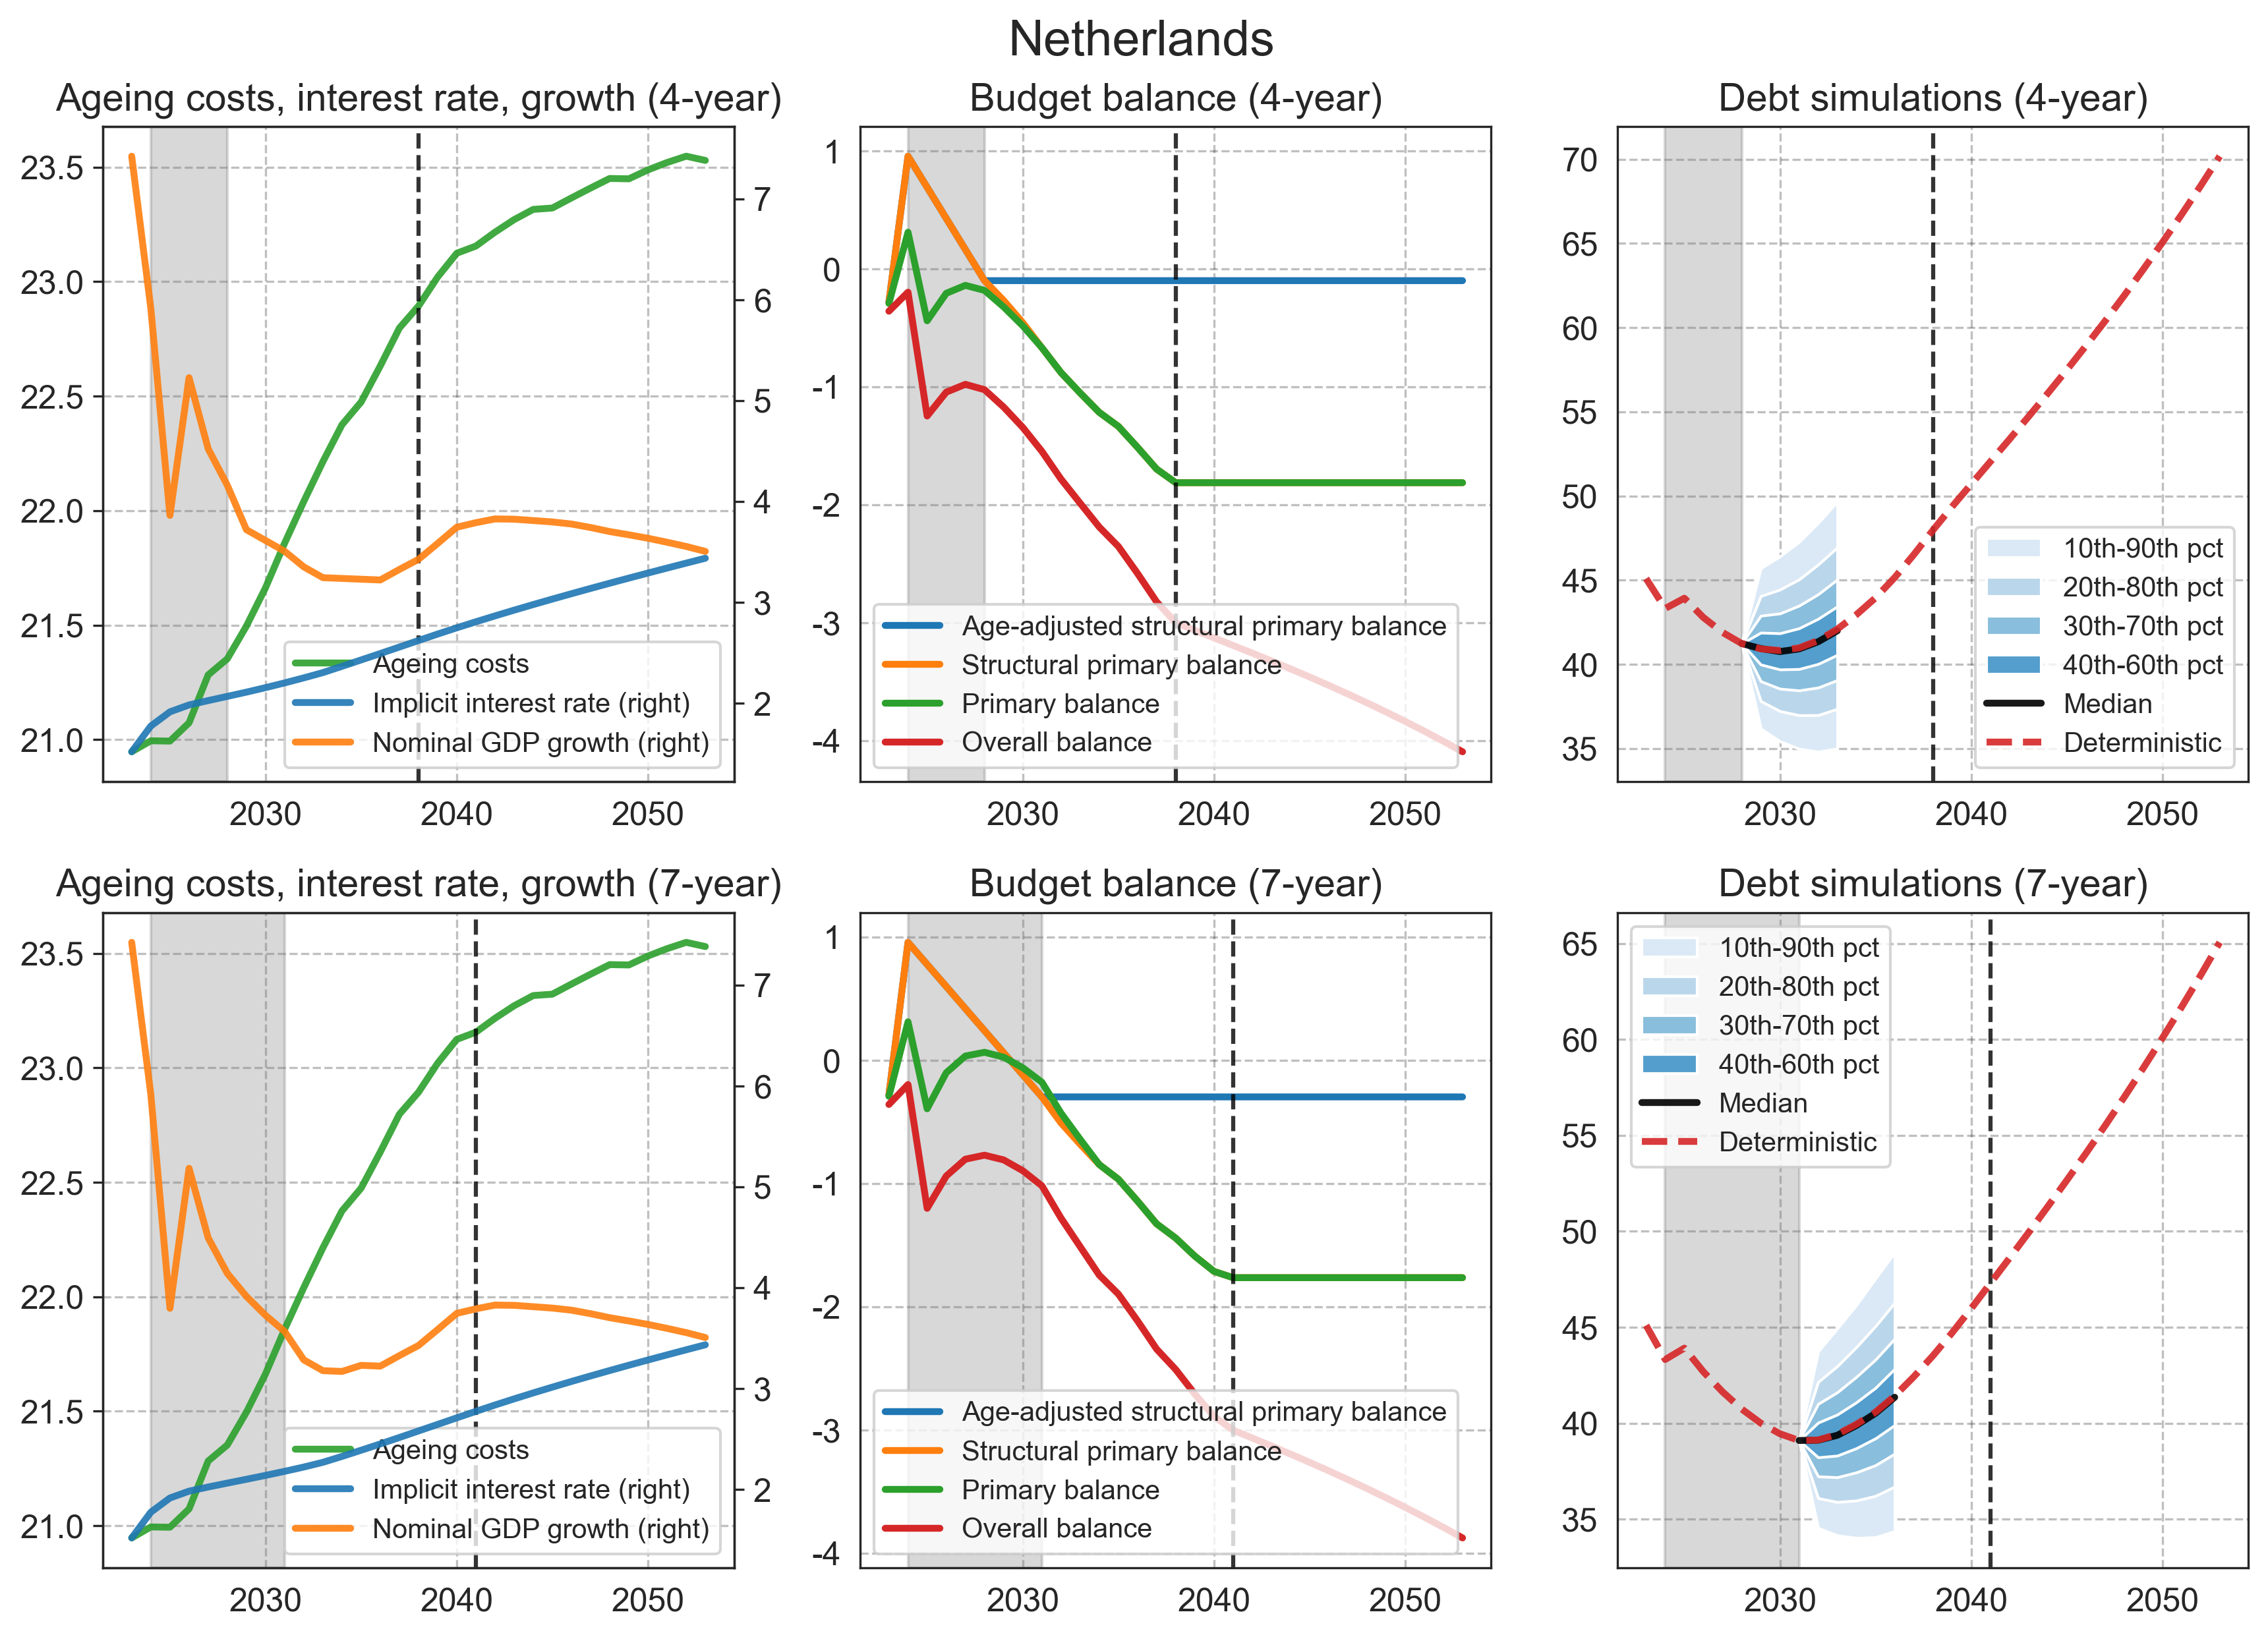 Netherlands
Ageing costs, interest rate, growth (4-year)
23.5
23.0
22.5
22.0
21.5
21.0
7
6
5
4
3
2
2030
2040
2050
Ageing costs
Implicit interest rate (right)
Nominal GDP growth (right)
Budget balance (4-year)
1
0
-1
-2
-3
-4
2030
2040
2050
Age-adjusted structural primary balance
Structural primary balance
Primary balance
Overall balance
Debt simulations (4-year)
70
65
60
55
50
45
40
35
2030
2040
2050
10th-90th pct
20th-80th pct
30th-70th pct
40th-60th pct
Median
Deterministic
Ageing costs, interest rate, growth (7-year)
23.5
23.0
22.5
22.0
21.5
21.0
7
6
5
4
3
2
2030
2040
2050
Ageing costs
Implicit interest rate (right)
Nominal GDP growth (right)
Budget balance (7-year)
1
0
-1
-2
-3
-4
2030
2040
2050
Age-adjusted structural primary balance
Structural primary balance
Primary balance
Overall balance
Debt simulations (7-year)
65
60
55
50
45
40
35
2030
2040
2050
10th-90th pct
20th-80th pct
30th-70th pct
40th-60th pct
Median
Deterministic